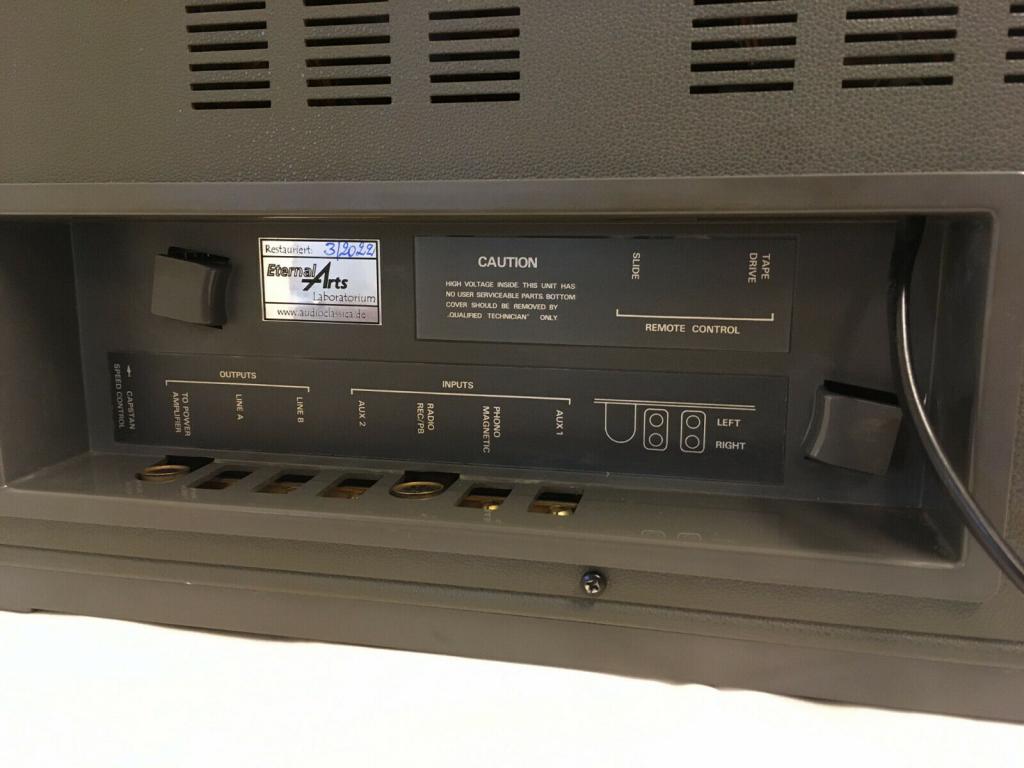 Restauriert: 3/2022
Eternal Arts
Laboratorium
www.audioclassica.de
CAUTION
HIGH VOLTAGE INSIDE THIS UNIT HAS
NO USER SERVICEABLE PARTS. BOTTOM
COVER SHOULD BE REMOVED BY
„QUALIFIED TECHNICIAN" ONLY
SLIDE
TAPE
DRIVE
REMOTE CONTROL
CAPSTAN
SPEED CONTROL
OUTPUTS
TO POWER
AMPLIFIER
LINE A
LINE B
INPUTS
AUX 2
RADIO
REC/PB
PHONO
MAGNETIC
AUX 1
LEFT
RIGHT